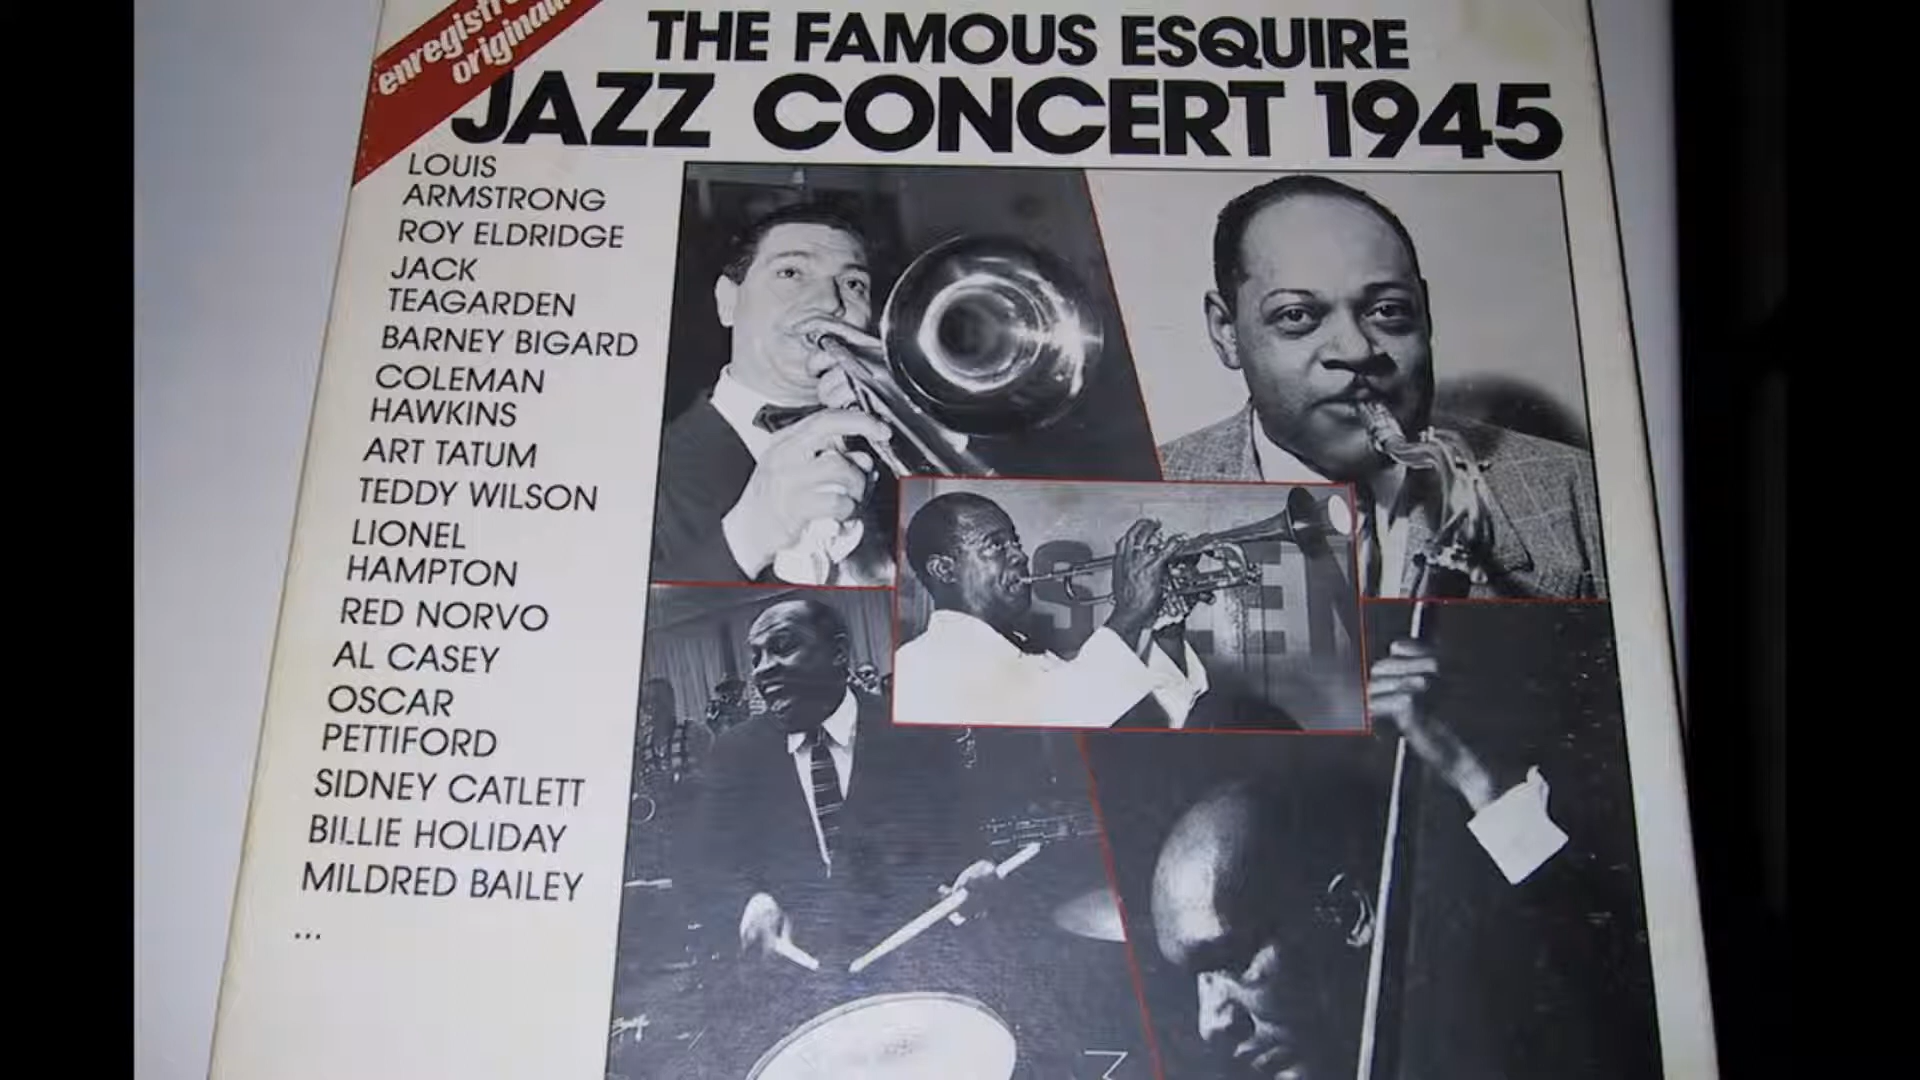 enregistr
original
THE FAMOUS ESQUIRE
JAZZ CONCERT 1945
LOUIS
ARMSTRONG
ROY ELDRIDGE
JACK
TEAGARDEN
BARNEY BIGARD
COLEMAN
HAWKINS
ART TATUM
TEDDY WILSON
LIONEL
HAMPTON
RED NORVO
AL CASEY
OSCAR
PETTIFORD
SIDNEY CATLETT
BILLIE HOLIDAY
MILDRED BAILEY
...